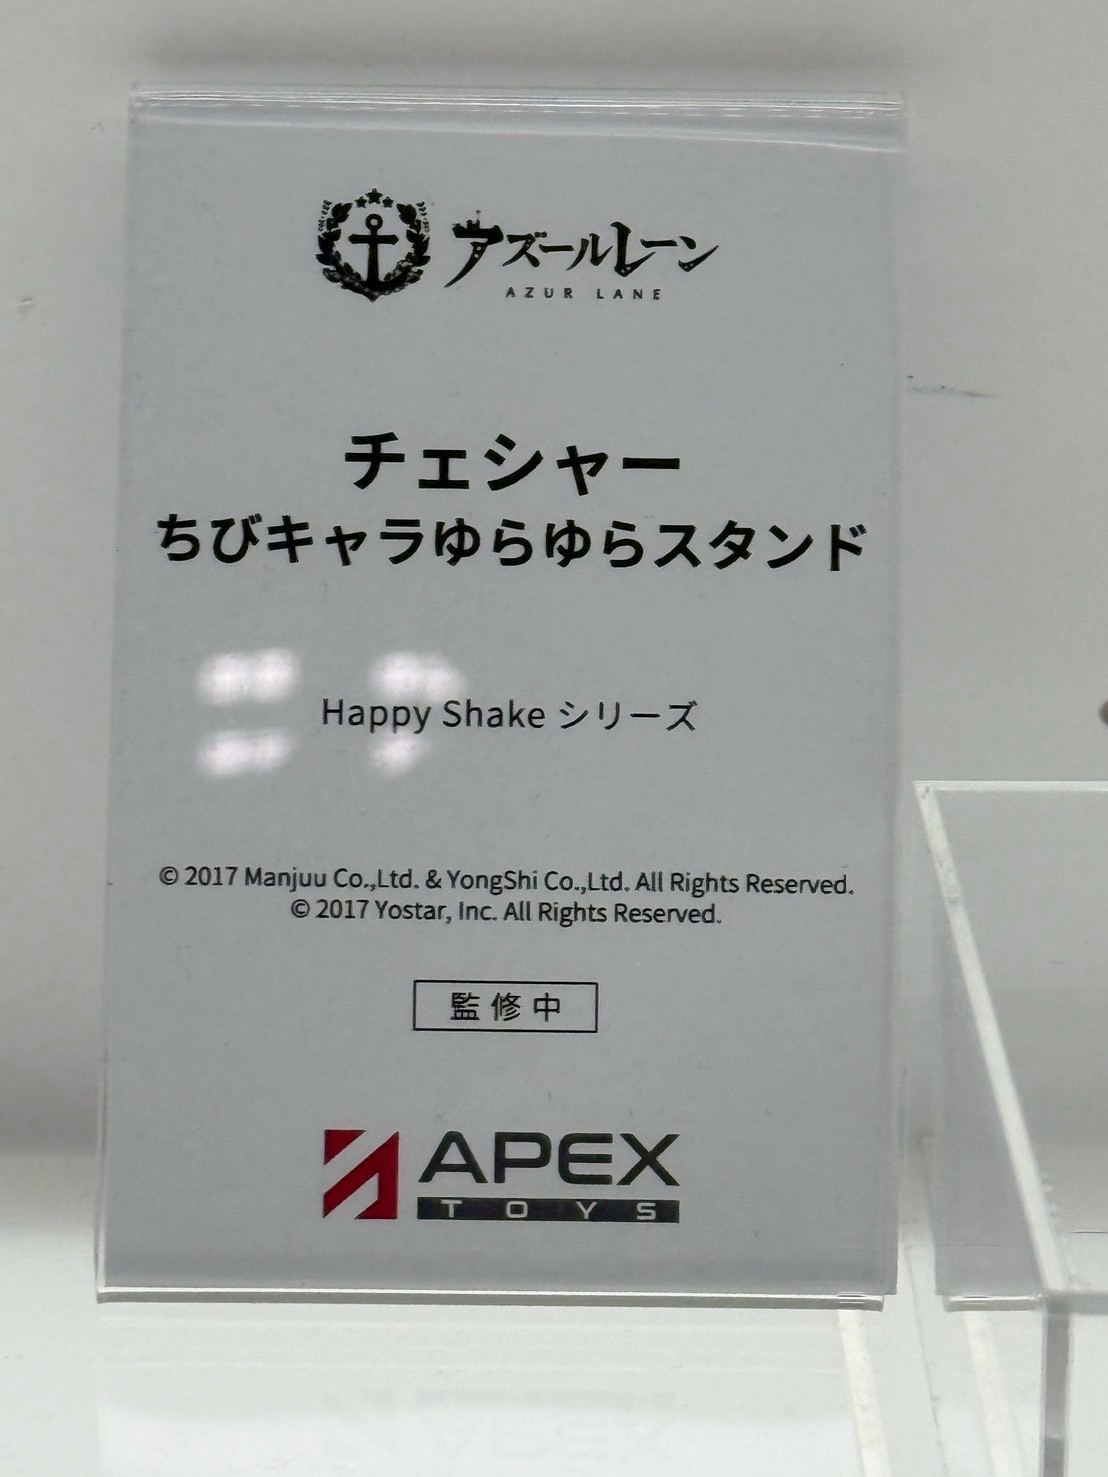 アズールレーン
AZUR LANE
チェシャー
ちびキャラゆらゆらスタンド
Happy Shake シリーズ
© 2017 Manjuu Co.,Ltd. & YongShi Co.,Ltd. All Rights Reserved.
© 2017 Yostar, Inc. All Rights Reserved.
監修中
APEX
TOYS